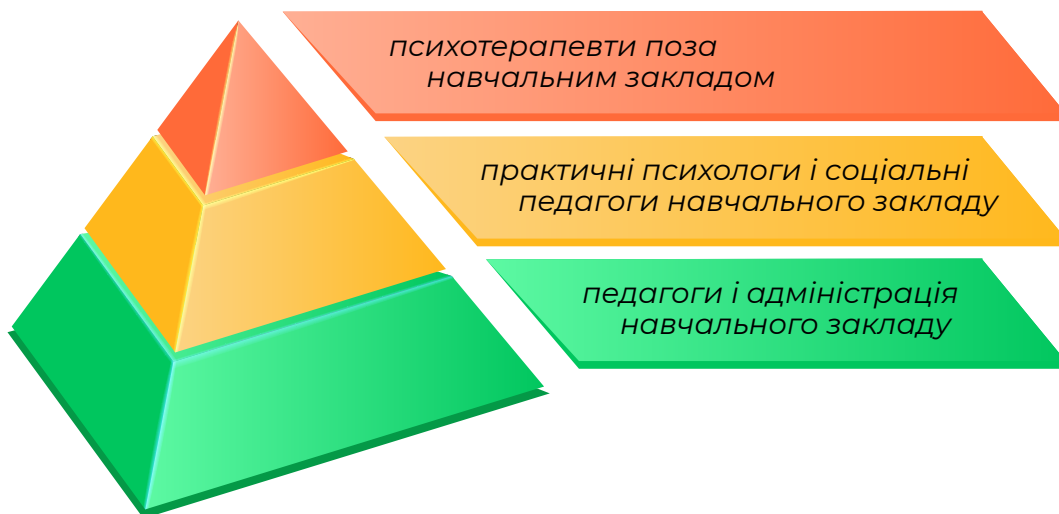 психотерапевти поза
навчальним закладом
практичні психологи і соціальні
педагоги навчального закладу
педагоги і адміністрація
навчального закладу